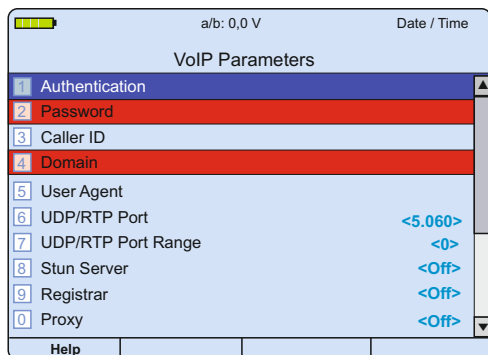 a/b: 0,0 V Date / Time
VoIP Parameters
1 Authentication
2 Password
3 Caller ID
4 Domain
5 User Agent
6 UDP/RTP Port <5.060>
7 UDP/RTP Port Range <0>
8 Stun Server <Off>
9 Registrar <Off>
0 Proxy <Off>
Help